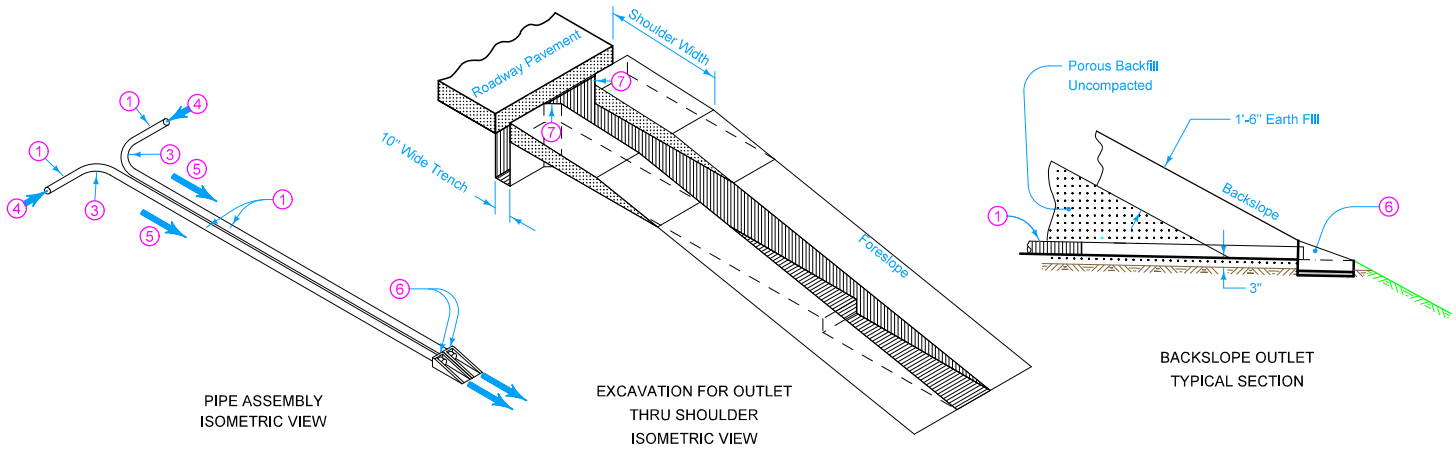 1
4
1
3
5
1
4
3
5
6
PIPE ASSEMBLY
ISOMETRIC VIEW
Shoulder Width
Roadway Pavement
7
7
10" Wide Trench
Foreslope
EXCAVATION FOR OUTLET
THRU SHOULDER
ISOMETRIC VIEW
Porous Backfill
Uncompacted
1'-6" Earth Fill
Backslope
1
6
3"
BACKSLOPE OUTLET
TYPICAL SECTION